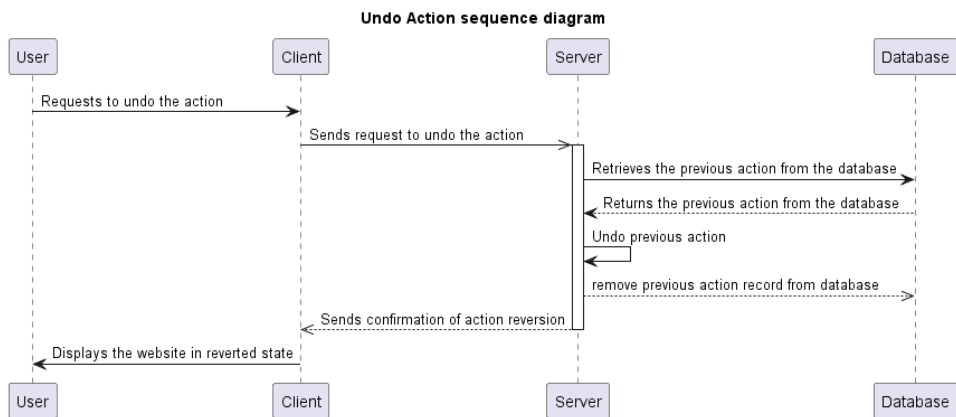 Undo Action sequence diagram
User
Client
Server
Database
Requests to undo the action
Sends request to undo the action
Retrieves the previous action from the database
Returns the previous action from the database
Undo previous action
remove previous action record from database
Sends confirmation of action reversion
Displays the website in reverted state
User
Client
Server
Database